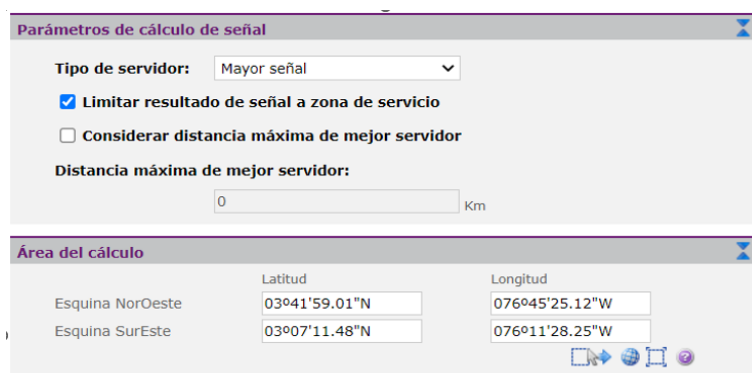 Parámetros de cálculo de señal
Tipo de servidor: Mayor señal
Limitar resultado de señal a zona de servicio
Considerar distancia máxima de mejor servidor
Distancia máxima de mejor servidor:
0 Km
Área del cálculo
Latitud Longitud
Esquina NorOeste 03º41'59.01"N 076º45'25.12"W
Esquina SurEste 03º07'11.48"N 076º11'28.25"W